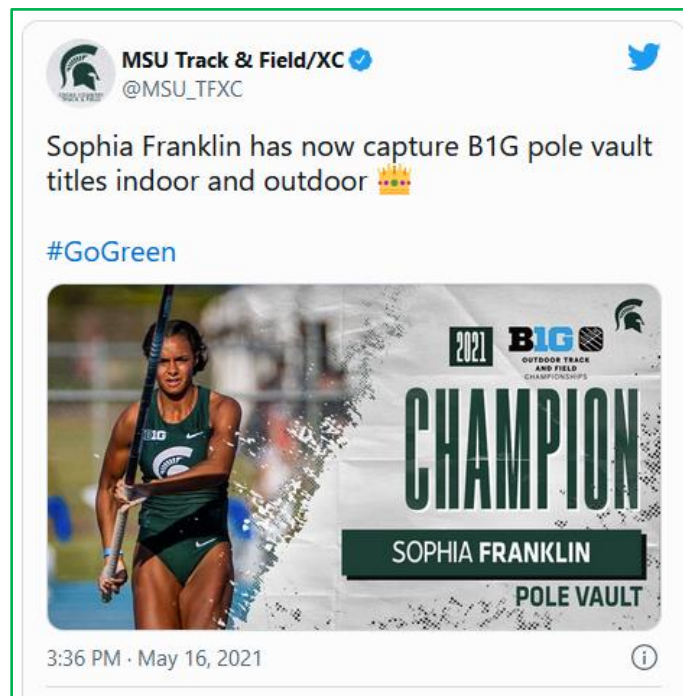 MSU Track & Field/XC
@MSU_TFXC
Sophia Franklin has now capture B1G pole vault
titles indoor and outdoor 👑
#GoGreen
2021 B1G
OUTDOOR TRACK
AND FIELD
CHAMPIONSHIPS
CHAMPION
SOPHIA FRANKLIN
POLE VAULT
B1G
3:36 PM · May 16, 2021